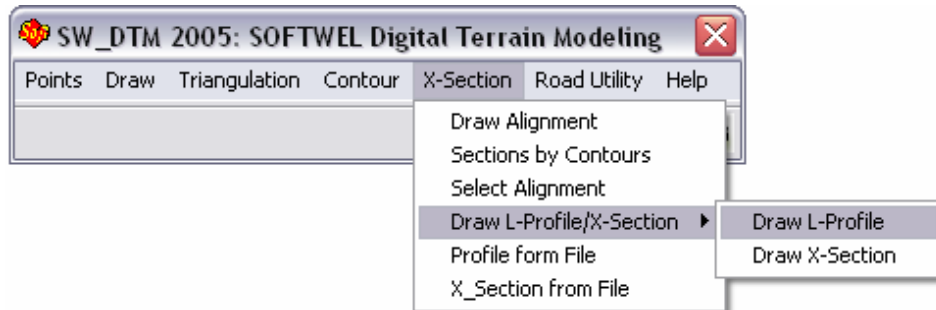 SW_DTM 2005: SOFTWEL Digital Terrain Modeling
Points Draw Triangulation Contour X-Section Road Utility Help
Draw Alignment
Sections by Contours
Select Alignment
Draw L-Profile/X-Section
Draw L-Profile
Profile form File
Draw X-Section
X_Section from File